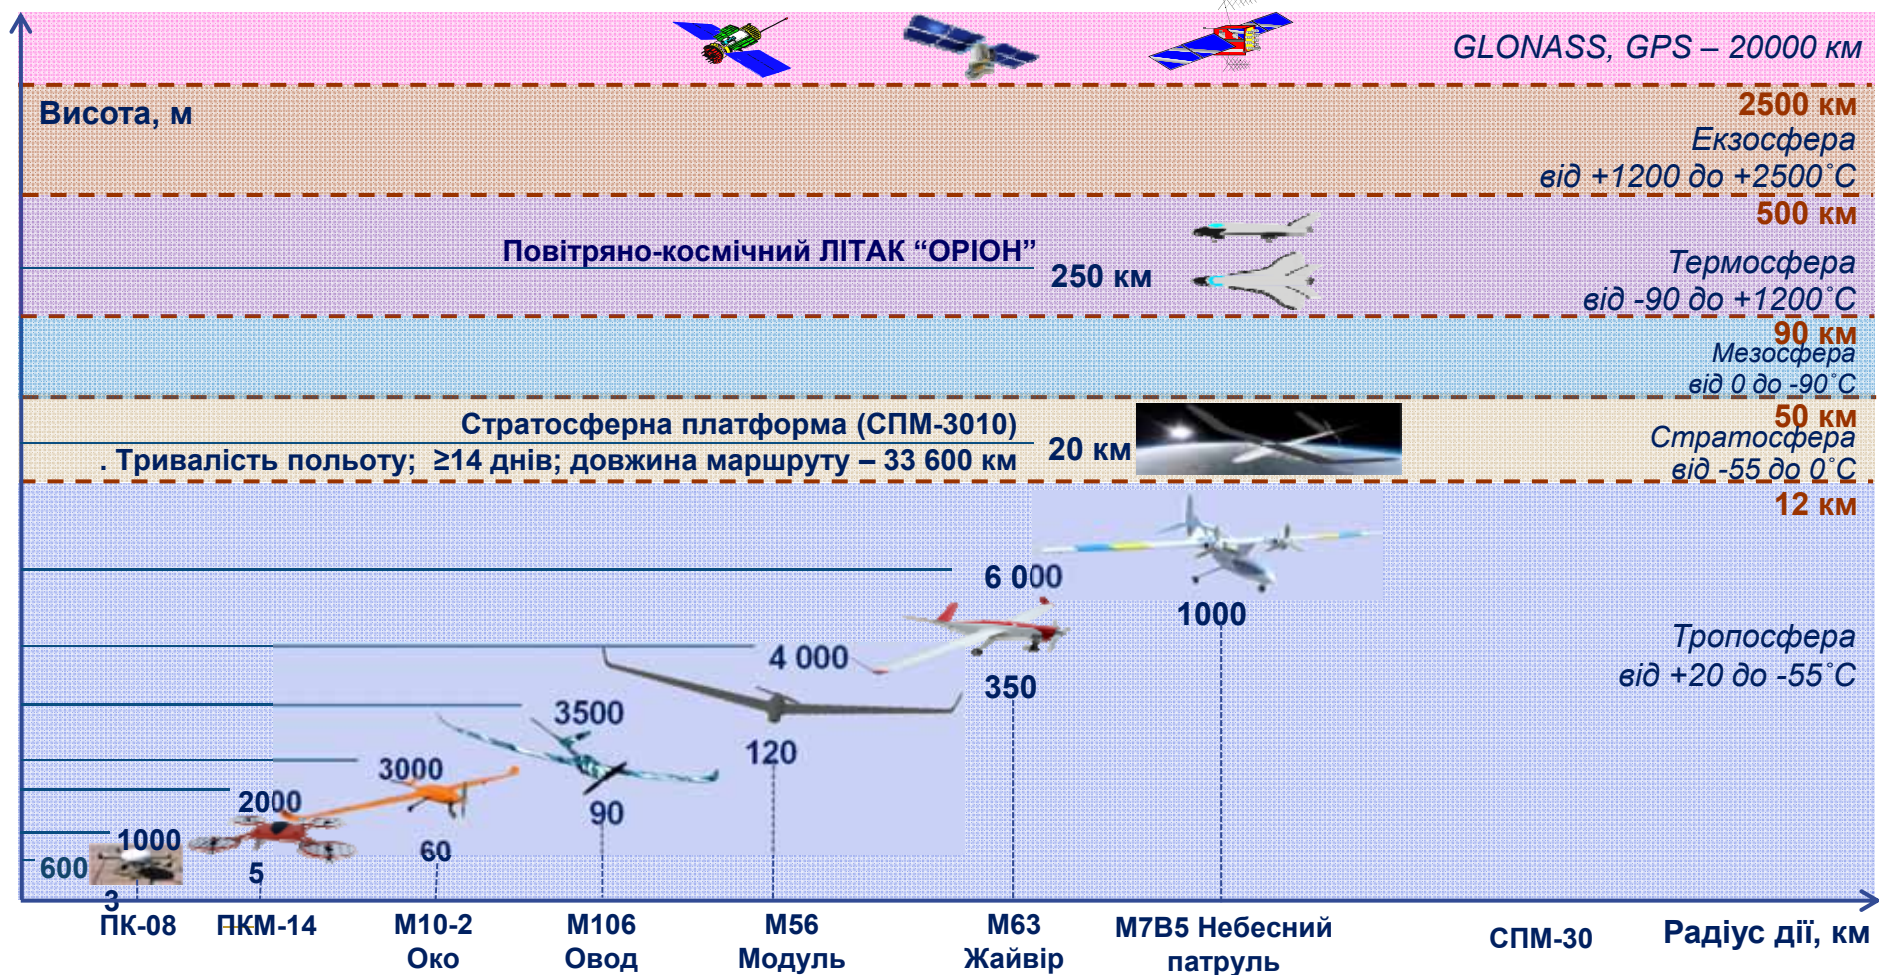 GLONASS, GPS – 20000 км
Висота, м
2500 км
Екзосфера
від +1200 до +2500˚С
500 км
Повітряно-космічний ЛІТАК “ОРІОН”
250 км
Термосфера
від -90 до +1200˚С
90 км
Мезосфера
від 0 до -90˚С
50 км
Стратосферна платформа (СПМ-3010)
20 км
Стратосфера
. Тривалість польоту; ≥14 днів; довжина маршруту – 33 600 км
від -55 до 0˚С
12 км
6 000
1000
Тропосфера
від +20 до -55˚С
4 000
350
3500
120
3000
2000
90
1000
60
600
5
3
ПК-08
ПКМ-14
М10-2
Око
М106
Овод
М56
Модуль
М63
Жайвір
М7В5 Небесний
патруль
СПМ-30
Радіус дії, км